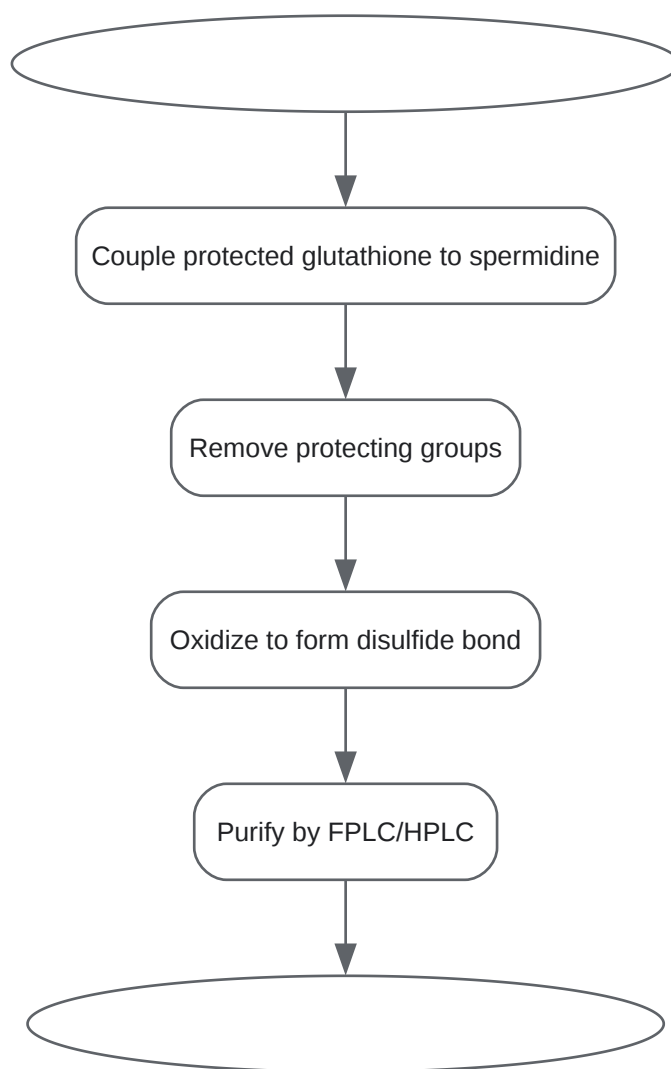 Couple protected glutathione to spermidine
Remove protecting groups
Oxidize to form disulfide bond
Purify by FPLC/HPLC